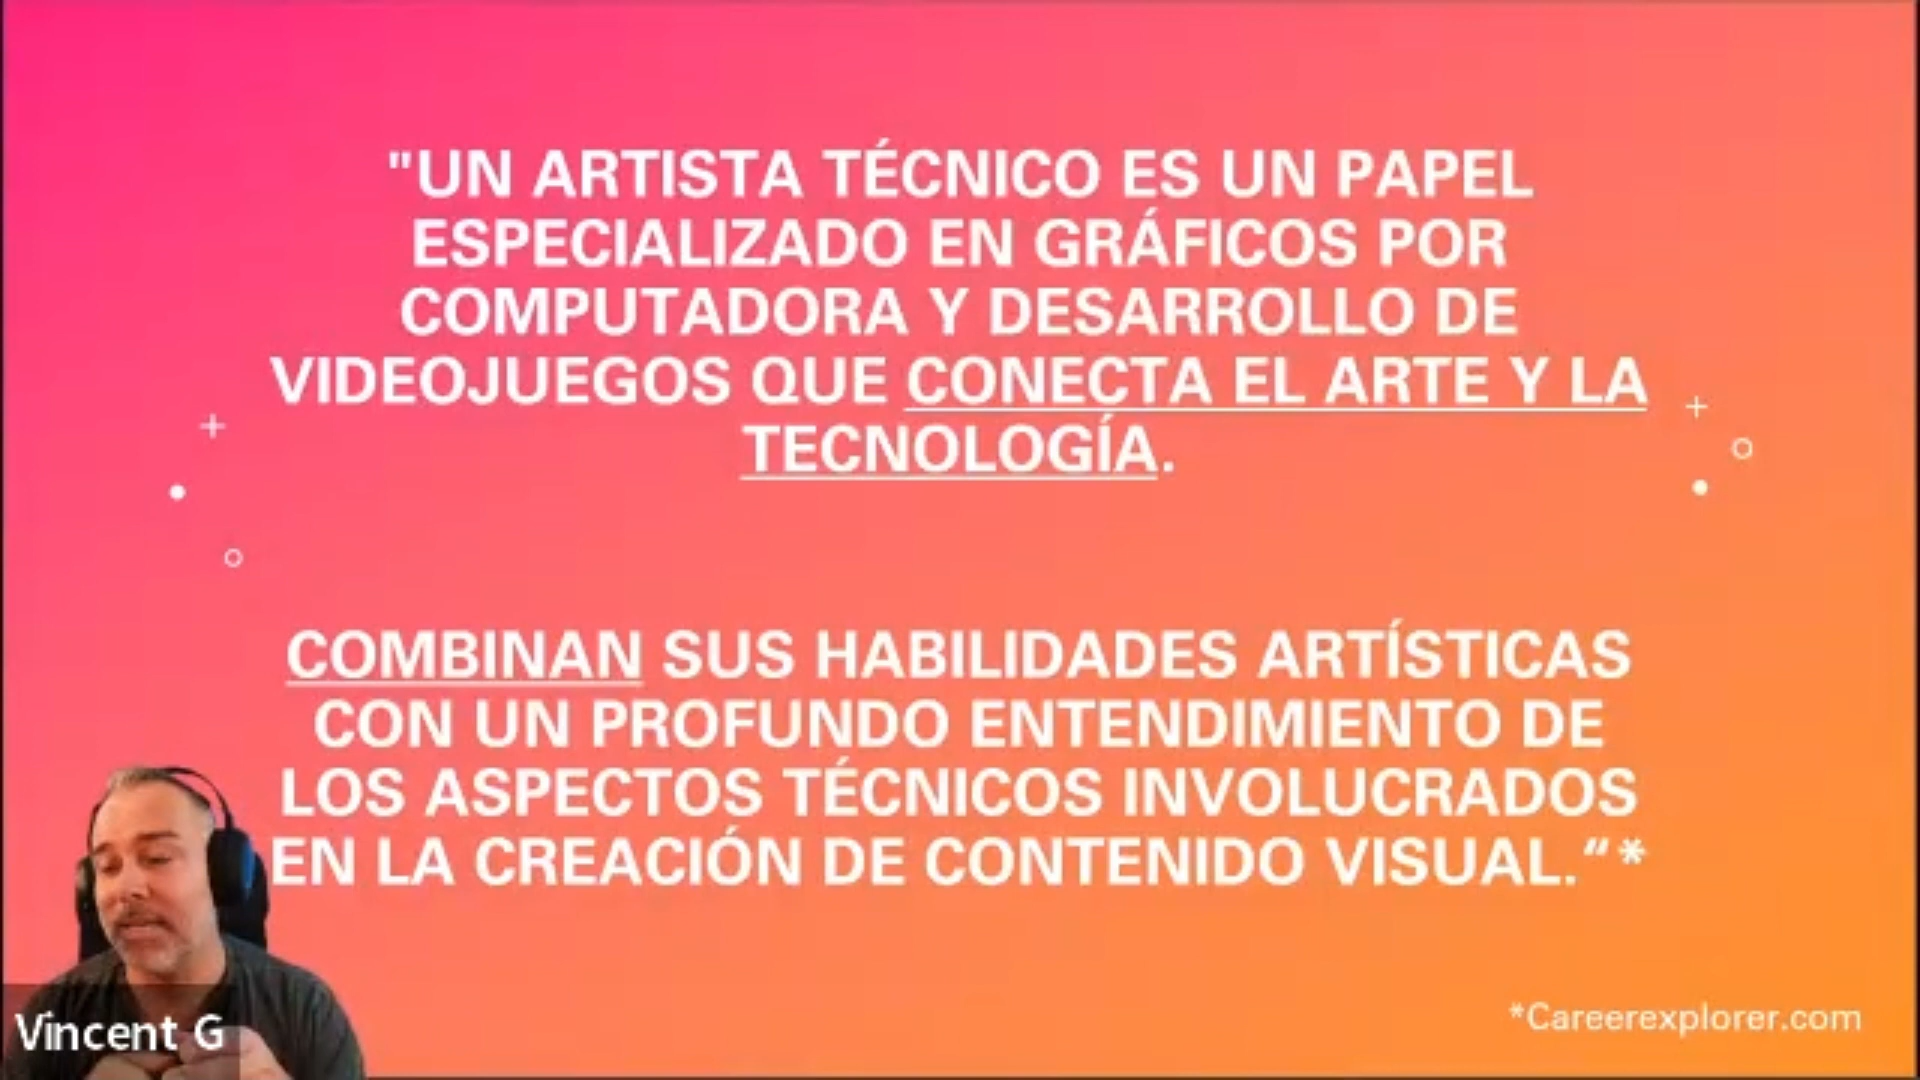 "UN ARTISTA TÉCNICO ES UN PAPEL
ESPECIALIZADO EN GRÁFICOS POR
COMPUTADORA Y DESARROLLO DE
VIDEOJUEGOS QUE CONECTA EL ARTE Y LA
TECNOLOGÍA.
COMBINAN SUS HABILIDADES ARTÍSTICAS
CON UN PROFUNDO ENTENDIMIENTO DE
LOS ASPECTOS TÉCNICOS INVOLUCRADOS
EN LA CREACIÓN DE CONTENIDO VISUAL.“*
Vincent G
*Careerexplorer.com